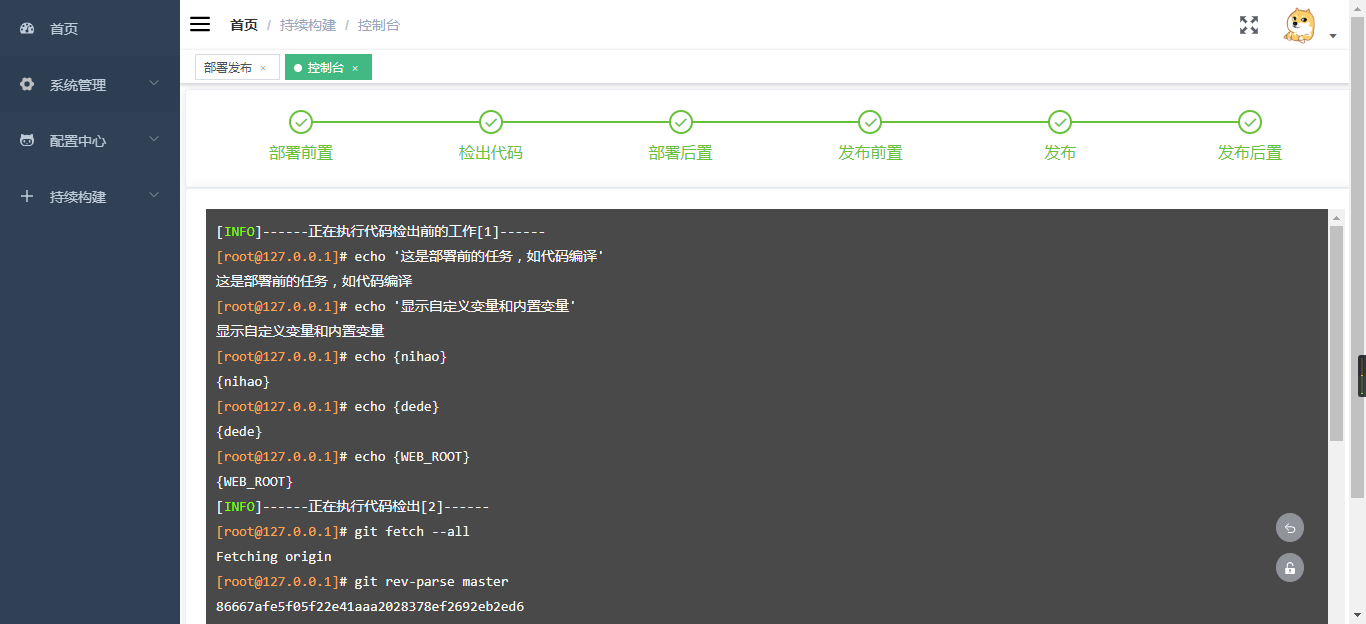 首页
系统管理
配置中心
持续构建
首页 / 持续构建 / 控制台
部署发布 × 控制台 ×
部署前置 检出代码 部署后置 发布前置 发布 发布后置
[INFO]------正在执行代码检出前的工作[1]------
[root@127.0.0.1]# echo '这是部署前的任务，如代码编译'
这是部署前的任务，如代码编译
[root@127.0.0.1]# echo '显示自定义变量和内置变量'
显示自定义变量和内置变量
[root@127.0.0.1]# echo {nihao}
{nihao}
[root@127.0.0.1]# echo {dede}
{dede}
[root@127.0.0.1]# echo {WEB_ROOT}
{WEB_ROOT}
[INFO]------正在执行代码检出[2]------
[root@127.0.0.1]# git fetch --all
Fetching origin
[root@127.0.0.1]# git rev-parse master
86667afe5f05f22e41aaa2028378ef2692eb2ed6